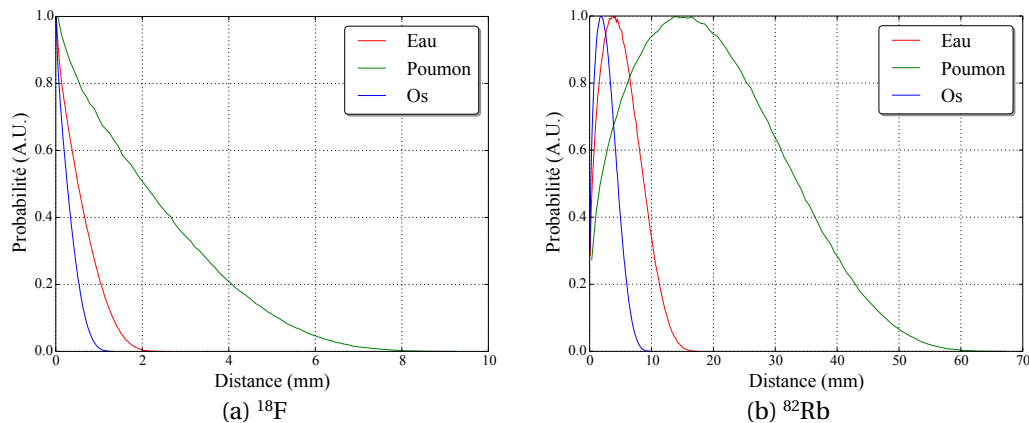 Probabilité (A.U.)
1.0
0.8
0.6
0.4
0.2
0.0
0 2 4 6 8 10
Distance (mm)
Eau
Poumon
Os
(a) ¹⁸F
Probabilité (A.U.)
1.0
0.8
0.6
0.4
0.2
0.0
0 10 20 30 40 50 60 70
Distance (mm)
Eau
Poumon
Os
(b) ⁸²Rb